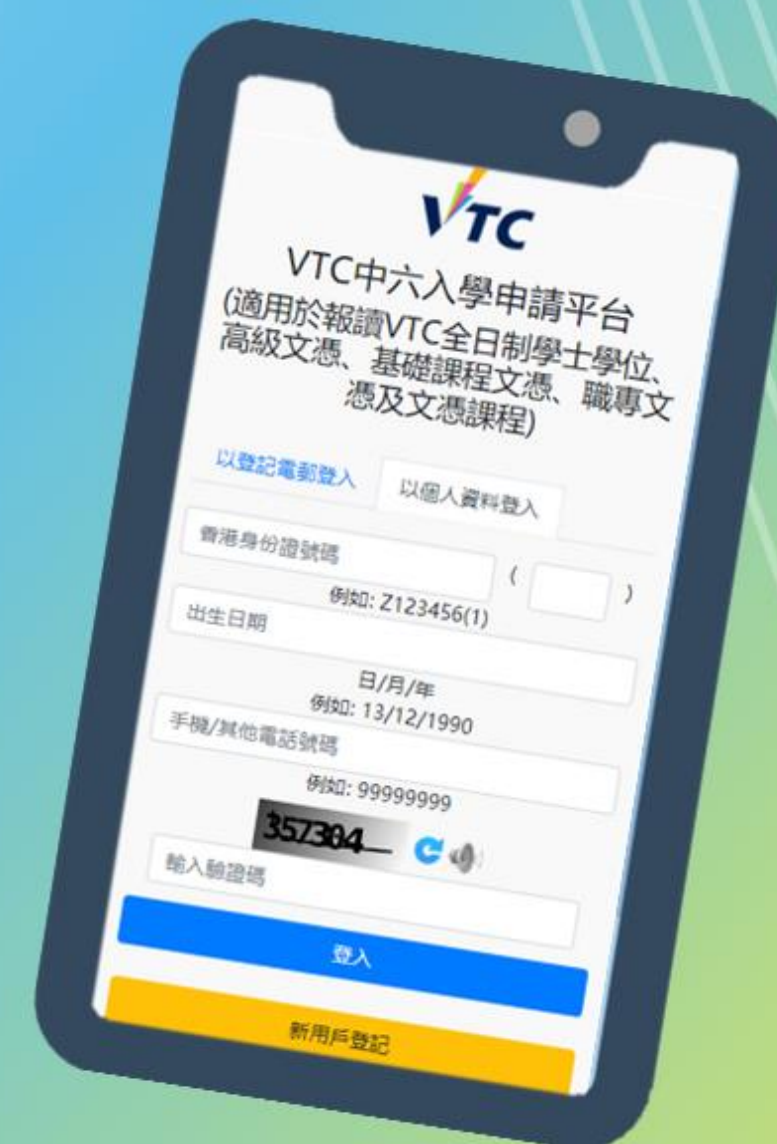 VTC
VTC中六入學申請平台
(適用於報讀VTC全日制學士學位、
高級文憑、基礎課程文憑、職專文
憑及文憑課程)
以登記電郵登入 以個人資料登入
香港身份證號碼 ( )
例如: Z123456(1)
出生日期
日/月/年
例如: 13/12/1990
手機/其他電話號碼
例如: 99999999
357304
輸入驗證碼
登入
新用戶登記